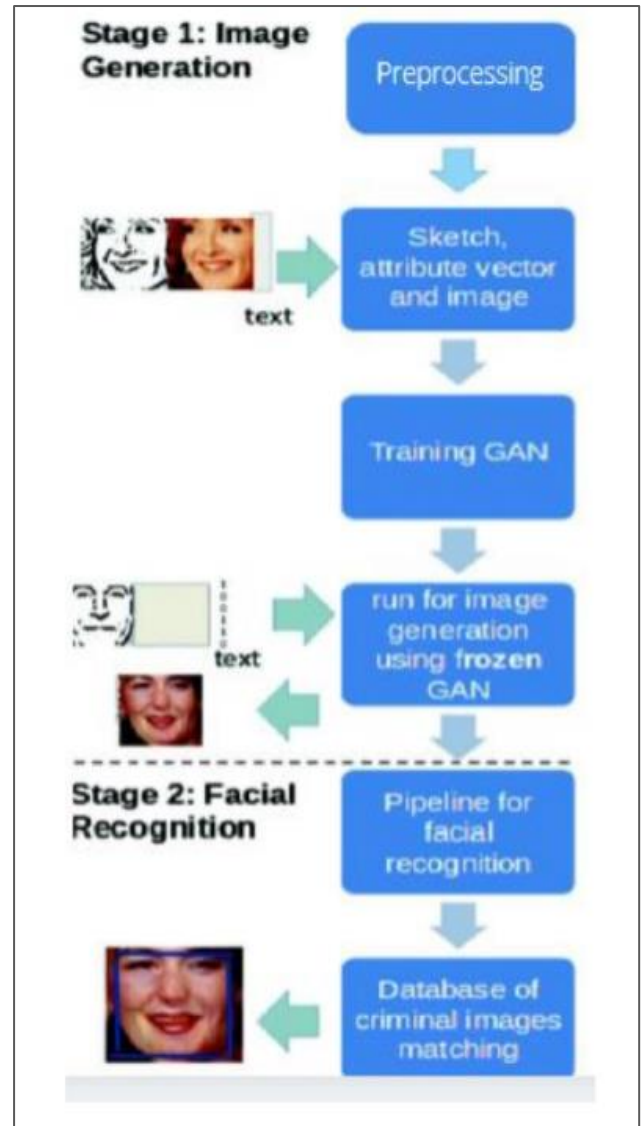 Stage 1: Image
Generation
Preprocessing
Sketch,
attribute vector
and image
text
Training GAN
run for image
generation
using frozen
GAN
text
Stage 2: Facial
Recognition
Pipeline for
facial
recognition
Database of
criminal images
matching